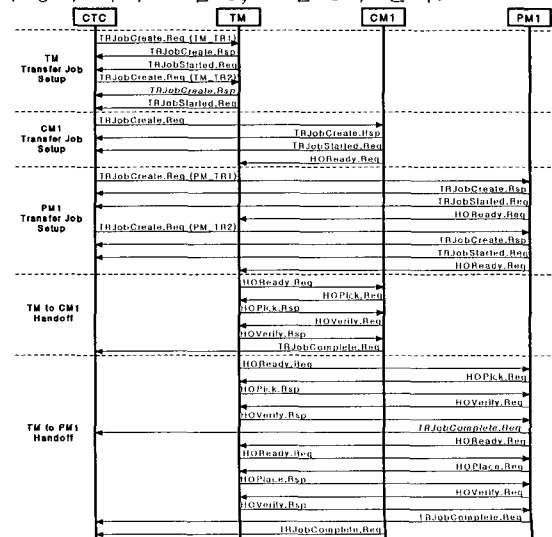 CTC TM CM1 PM1
TRJobCreate.Req (TM_TR1)
TRJobCreate.Rsp
TRJobStarted.Req
TRJobCreate.Req (TM_TR2)
TRJobCreate.Rsp
TRJobStarted.Req
TM
Transfer Job
Setup
TRJobCreate.Req
TRJobCreate.Rsp
TRJobStarted.Req
HOReady.Req
CM1
Transfer Job
Setup
TRJobCreate.Req (PM_TR1)
TRJobCreate.Rsp
TRJobStarted.Req
HOReady.Req
TRJobCreate.Req (PM_TR2)
TRJobCreate.Rsp
TRJobStarted.Req
HOReady.Req
PM1
Transfer Job
Setup
HOReady.Req
HOPick.Req
HOPick.Rsp
HOVerify.Req
HOVerify.Rsp
TRJobComplete.Req
TM to CM1
Handoff
HOReady.Req
HOPick.Req
HOPick.Rsp
HOVerify.Req
HOVerify.Rsp
TRJobComplete.Req
HOReady.Req
HOReady.Req
HOPlace.Req
HOPlace.Rsp
HOVerify.Req
HOVerify.Rsp
TRJobComplete.Req
TRJobComplete.Req
TM to PM1
Handoff